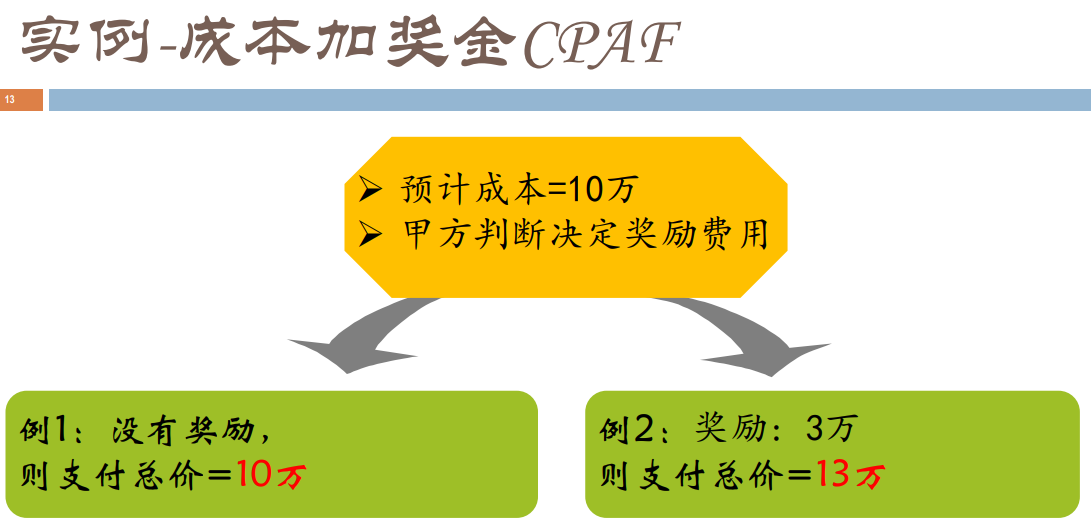 实例-成本加奖金CPAF
13
➢ 预计成本=10万
➢ 甲方判断决定奖励费用
例1：没有奖励，
则支付总价=10万
例2：奖励：3万
则支付总价=13万